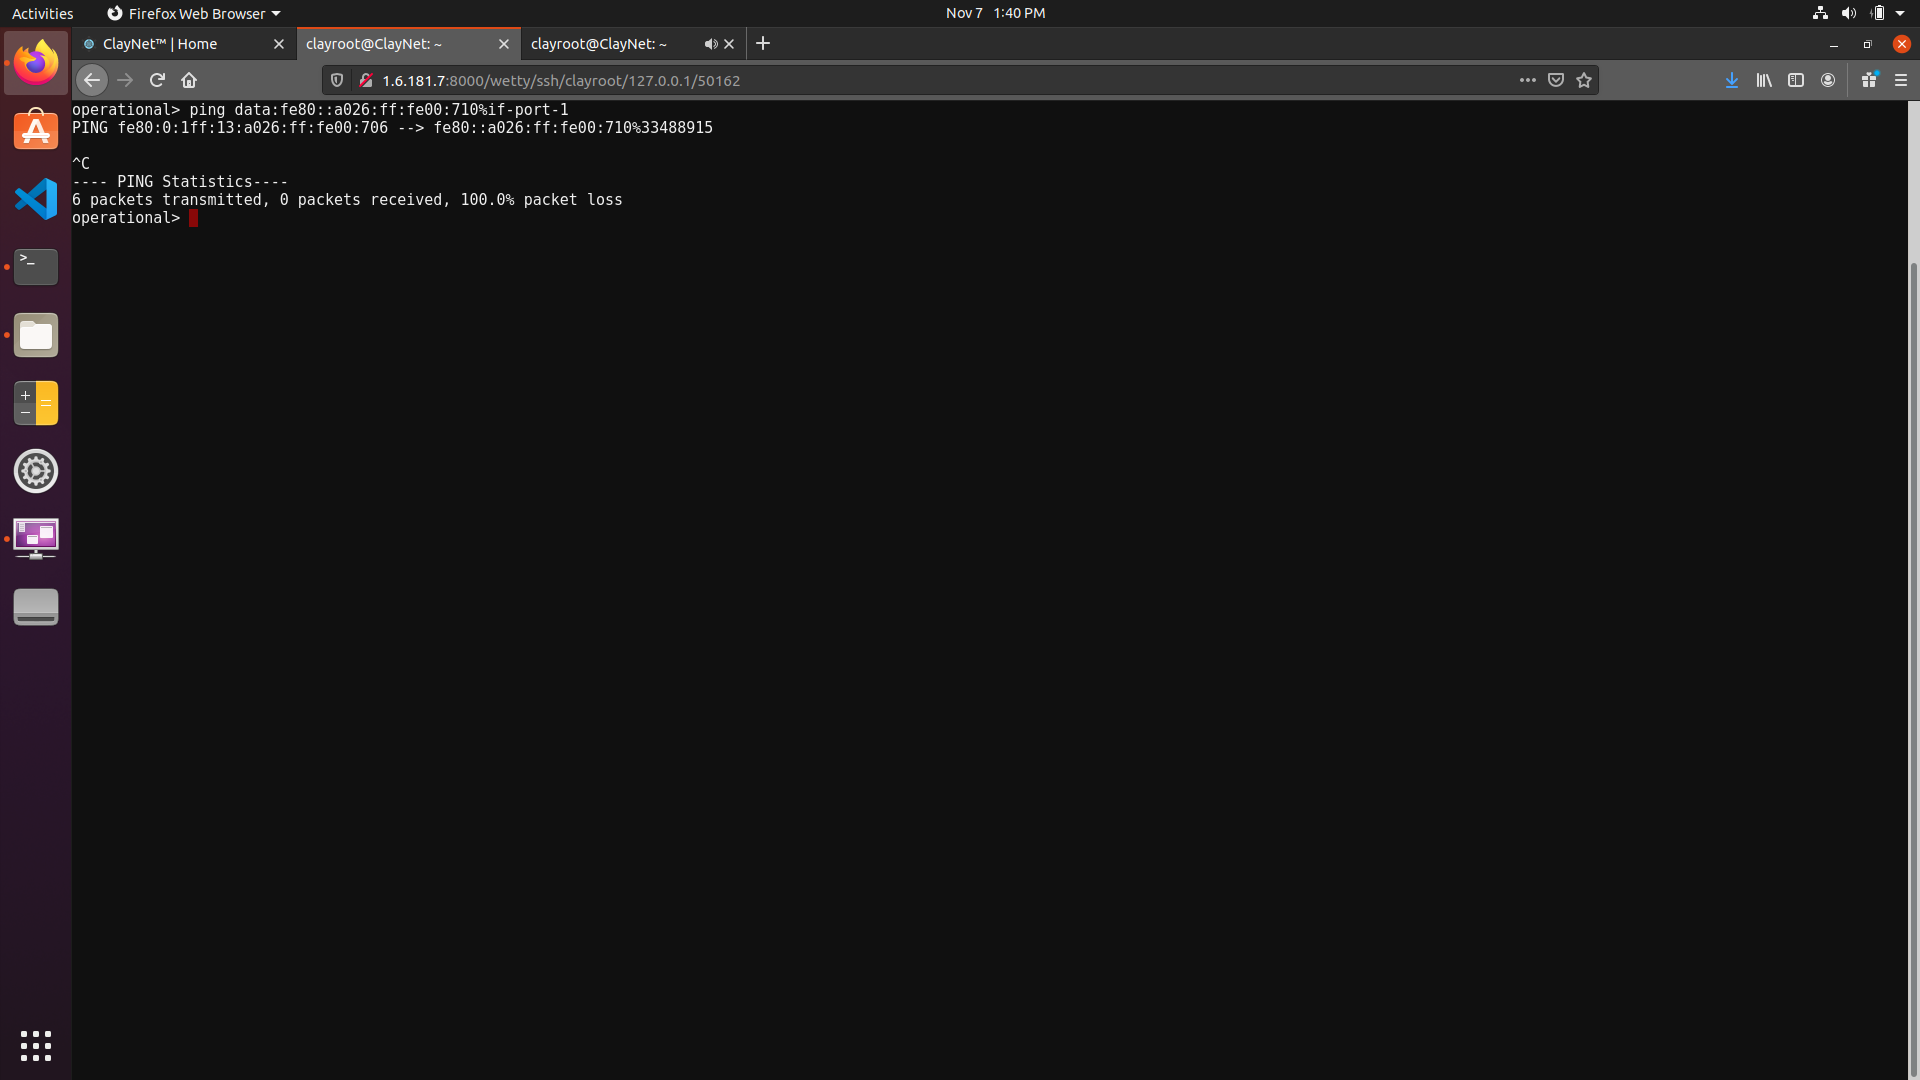 Activities
Firefox Web Browser
Nov 7 1:40 PM
ClayNet™ | Home
clayroot@ClayNet: ~
clayroot@ClayNet: ~
1.6.181.7:8000/wetty/ssh/clayroot/127.0.0.1/50162
operational> ping data:fe80::a026:ff:fe00:710%if-port-1
PING fe80:0:1ff:13:a026:ff:fe00:706 --> fe80::a026:ff:fe00:710%33488915
^C
---- PING Statistics----
6 packets transmitted, 0 packets received, 100.0% packet loss
operational>